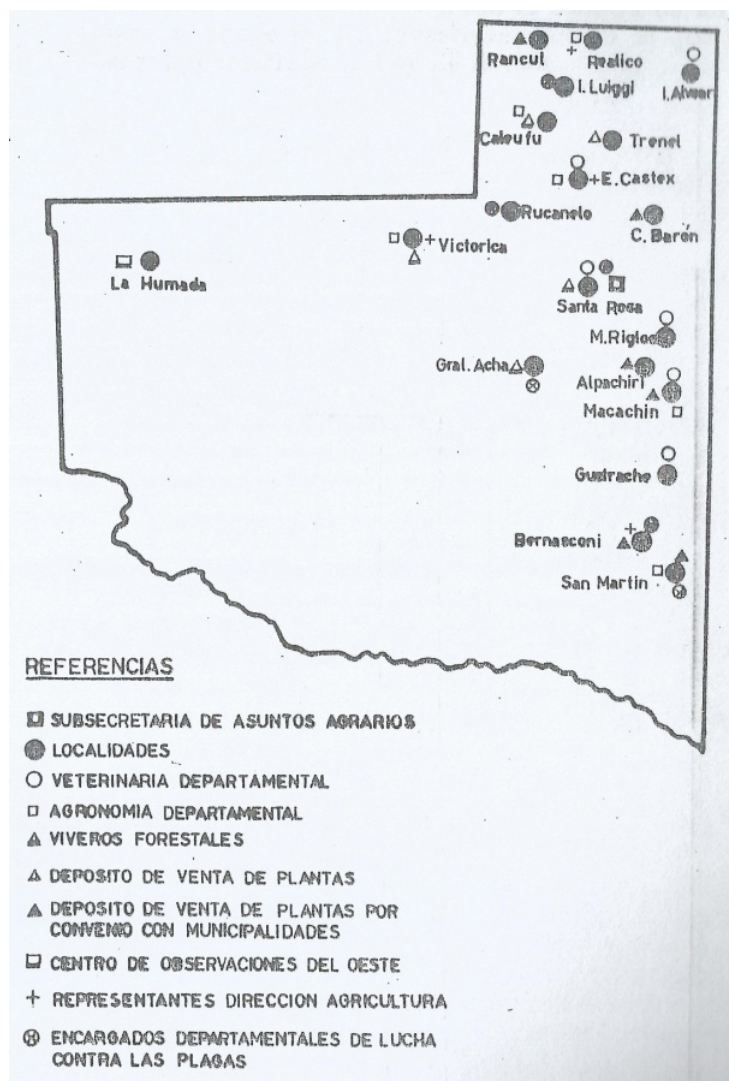 Rancul
Realico
I. Luiggi
I. Alvear
Caleufu
Trenel
E. Castex
Rucanelo
C. Barón
Victorica
La Humada
Santa Rosa
M. Riglos
Gral. Acha
Alpachiri
Macachin
Guatrache
Bernasconi
San Martin
REFERENCIAS
SUBSECRETARIA DE ASUNTOS AGRARIOS
LOCALIDADES
VETERINARIA DEPARTAMENTAL
AGRONOMIA DEPARTAMENTAL
VIVEROS FORESTALES
DEPOSITO DE VENTA DE PLANTAS
DEPOSITO DE VENTA DE PLANTAS POR
CONVENIO CON MUNICIPALIDADES
CENTRO DE OBSERVACIONES DEL OESTE
REPRESENTANTES DIRECCION AGRICULTURA
ENCARGADOS DEPARTAMENTALES DE LUCHA
CONTRA LAS PLAGAS